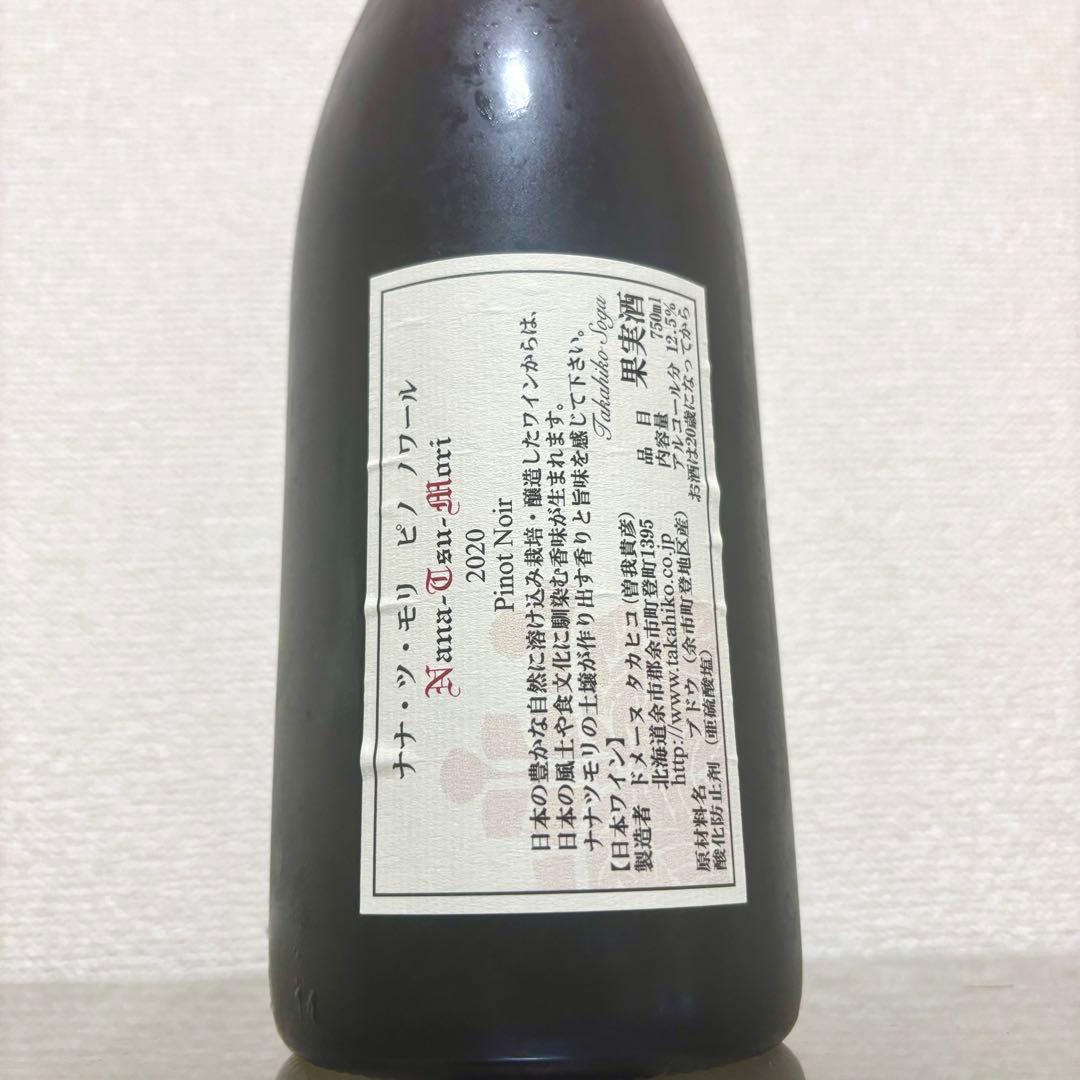 ナナ・ツ・モリ ピノ ノワール
Nana-Tsu-Mori
2020
Pinot Noir
日本の豊かな自然に溶け込み栽培・醸造したワインからは、
日本の風土や食文化に馴染む香味が生まれます。
ナナツモリの土壌が作り出す香りと旨味を感じて下さい。
Takahiko Soga
【日本ワイン】
製造者 ドメーヌ タカヒコ (曽我貴彦)
北海道余市郡余市町登町1395
http://www.takahiko.co.jp
原材料名 ブドウ (余市町登地区産)
酸化防止剤 (亜硫酸塩)
品目 果実酒
内容量 750ml
アルコール分 12.5%
お酒は20歳になってから